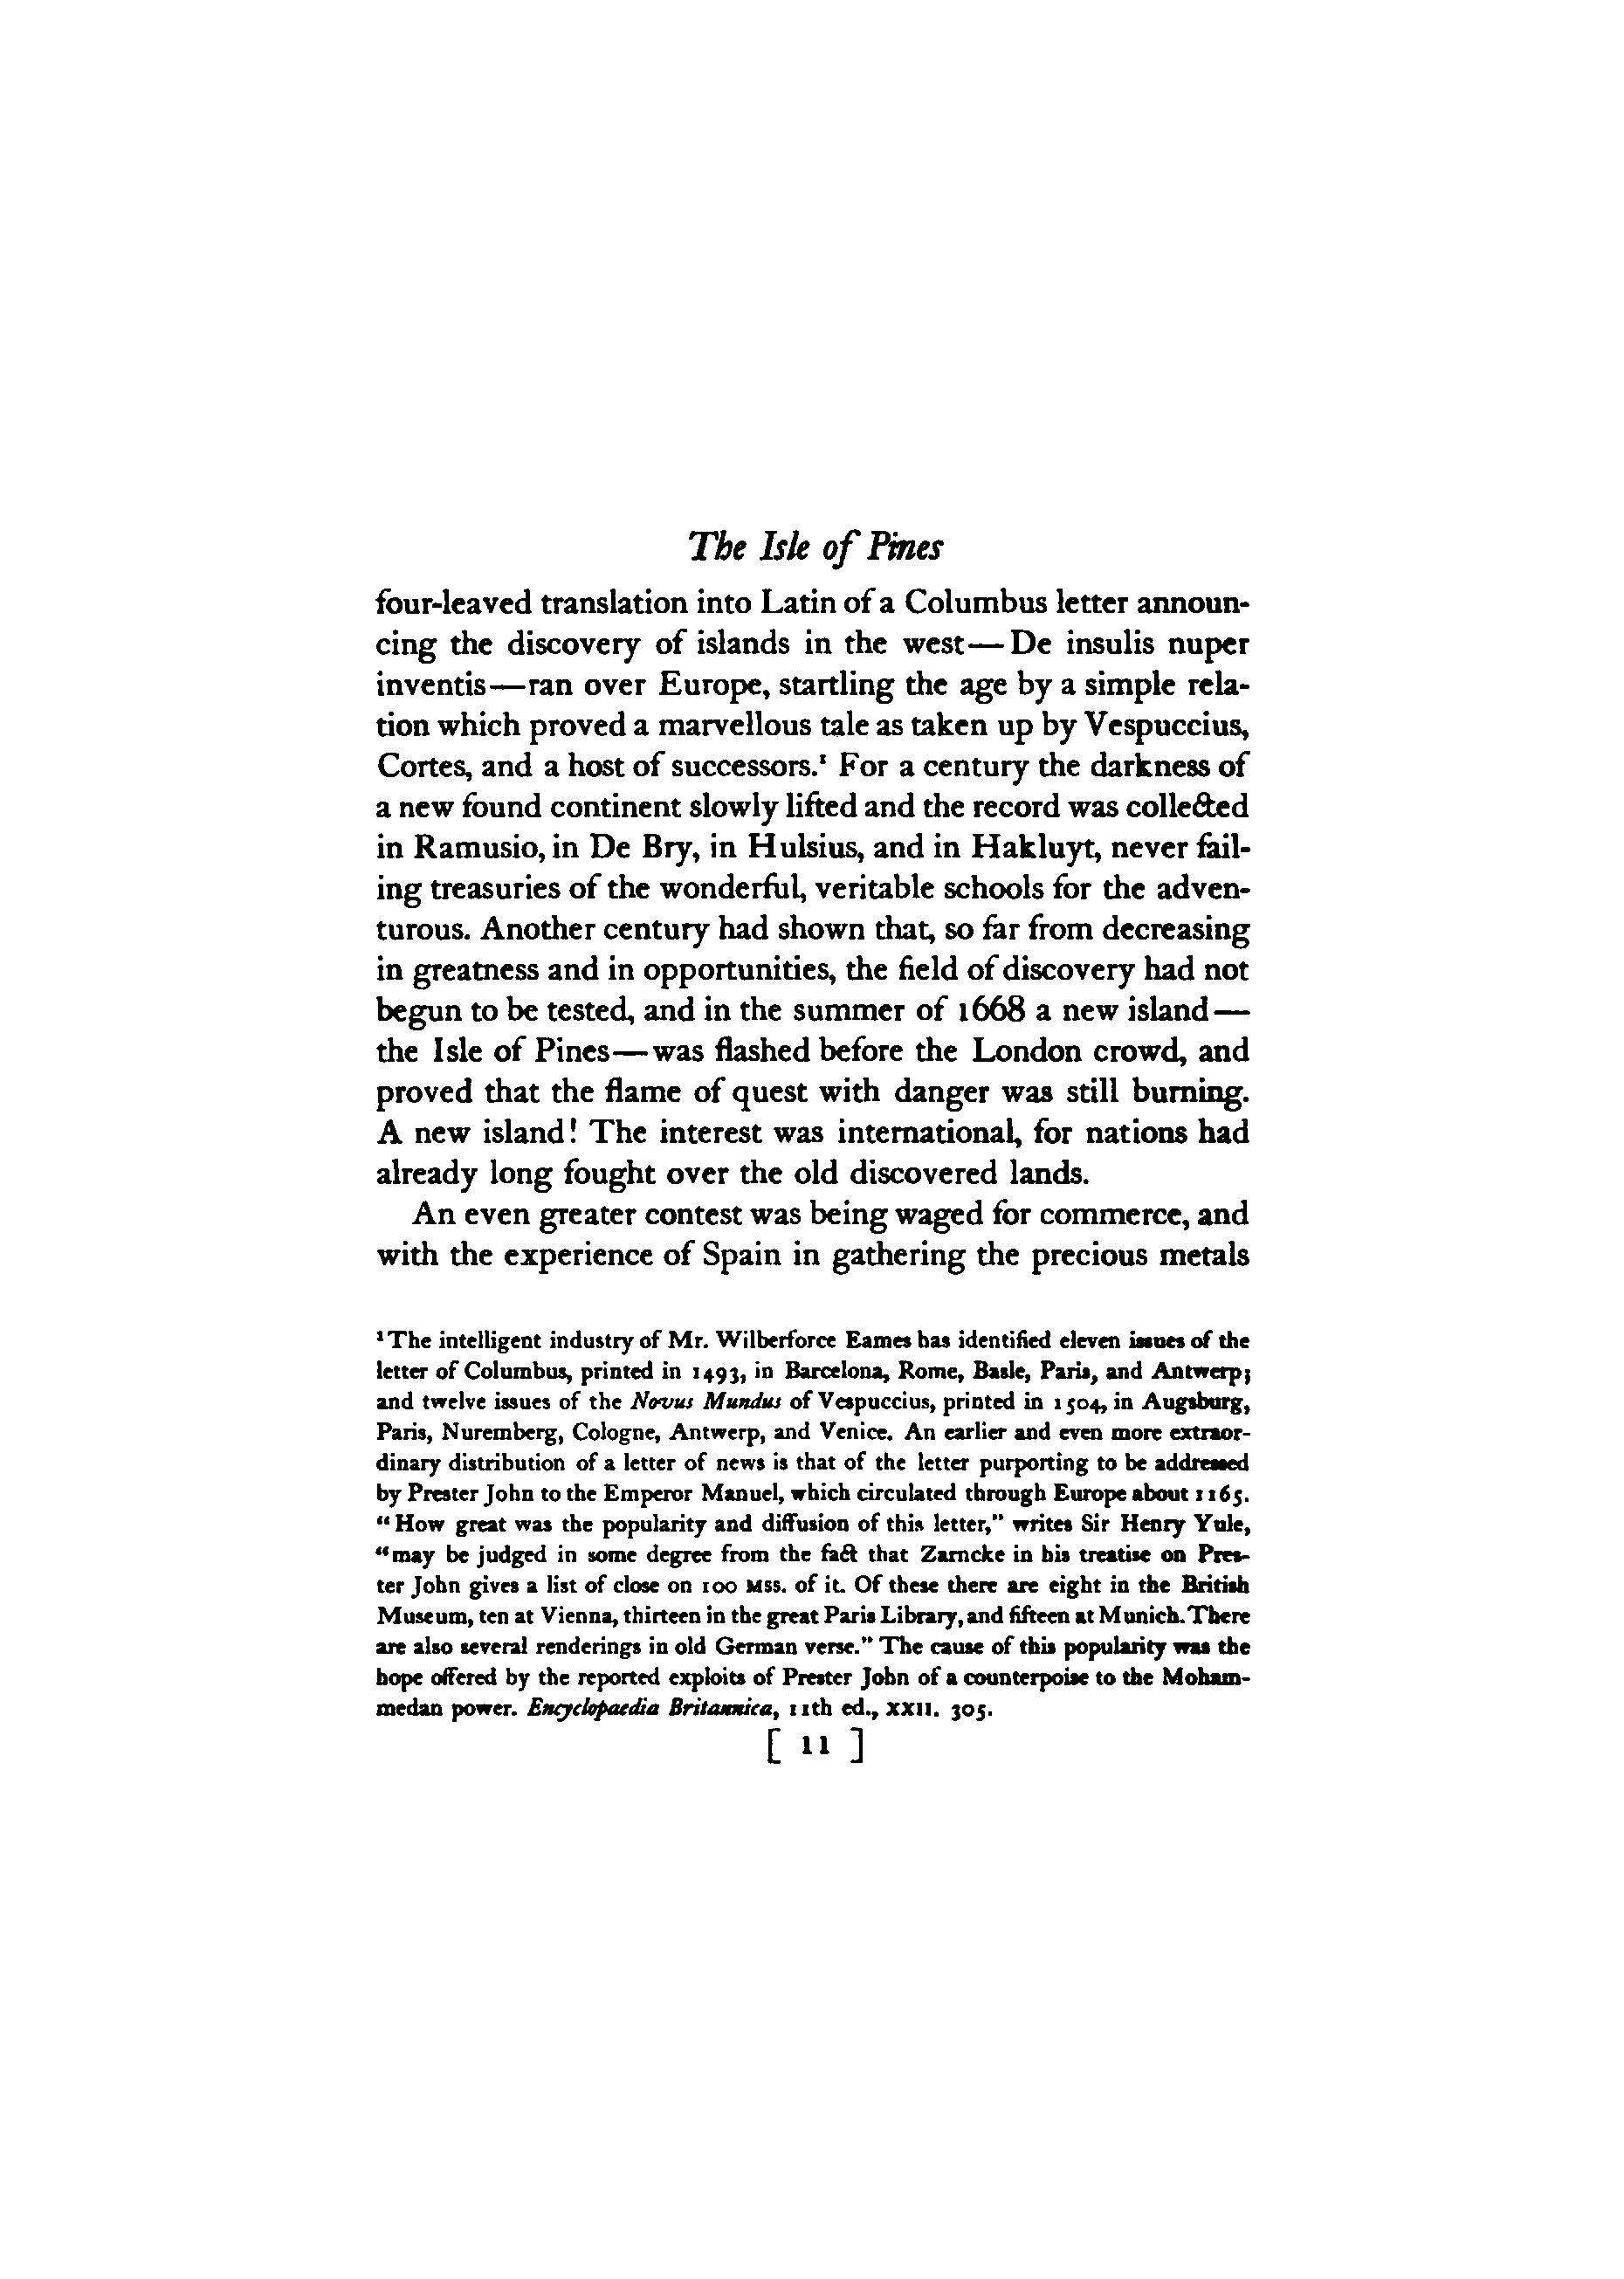 The Isle of Pines
four-leaved translation into Latin of a Columbus letter announ-
cing the discovery of islands in the west—De insulis nuper
inventis—ran over Europe, startling the age by a simple rela-
tion which proved a marvellous tale as taken up by Vespuccius,
Cortes, and a host of successors.¹ For a century the darkness of
a new found continent slowly lifted and the record was collected
in Ramusio, in De Bry, in Hulsius, and in Hakluyt, never fail-
ing treasuries of the wonderful, veritable schools for the adven-
turous. Another century had shown that, so far from decreasing
in greatness and in opportunities, the field of discovery had not
begun to be tested, and in the summer of 1668 a new island—
the Isle of Pines—was flashed before the London crowd, and
proved that the flame of quest with danger was still burning.
A new island! The interest was international, for nations had
already long fought over the old discovered lands.
An even greater contest was being waged for commerce, and
with the experience of Spain in gathering the precious metals
¹The intelligent industry of Mr. Wilberforce Eames has identified eleven issues of the
letter of Columbus, printed in 1493, in Barcelona, Rome, Basle, Paris, and Antwerp;
and twelve issues of the Novus Mundus of Vespuccius, printed in 1504, in Augsburg,
Paris, Nuremberg, Cologne, Antwerp, and Venice. An earlier and even more extraor-
dinary distribution of a letter of news is that of the letter purporting to be addressed
by Prester John to the Emperor Manuel, which circulated through Europe about 1165.
"How great was the popularity and diffusion of this letter," writes Sir Henry Yule,
"may be judged in some degree from the fact that Zarncke in his treatise on Pres-
ter John gives a list of close on 100 MSS. of it. Of these there are eight in the British
Museum, ten at Vienna, thirteen in the great Paris Library, and fifteen at Munich. There
are also several renderings in old German verse." The cause of this popularity was the
hope offered by the reported exploits of Prester John of a counterpoise to the Moham-
medan power. Encyclopaedia Britannica, 11th ed., XXII. 305.
[ 11 ]